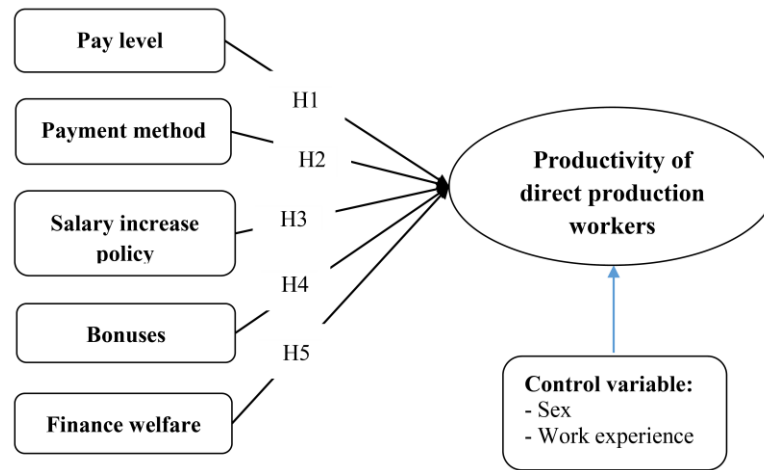 Pay level
H1
Payment method
H2
Productivity of
direct production
workers
Salary increase
policy
H3
H4
Bonuses
H5
Finance welfare
Control variable:
- Sex
- Work experience